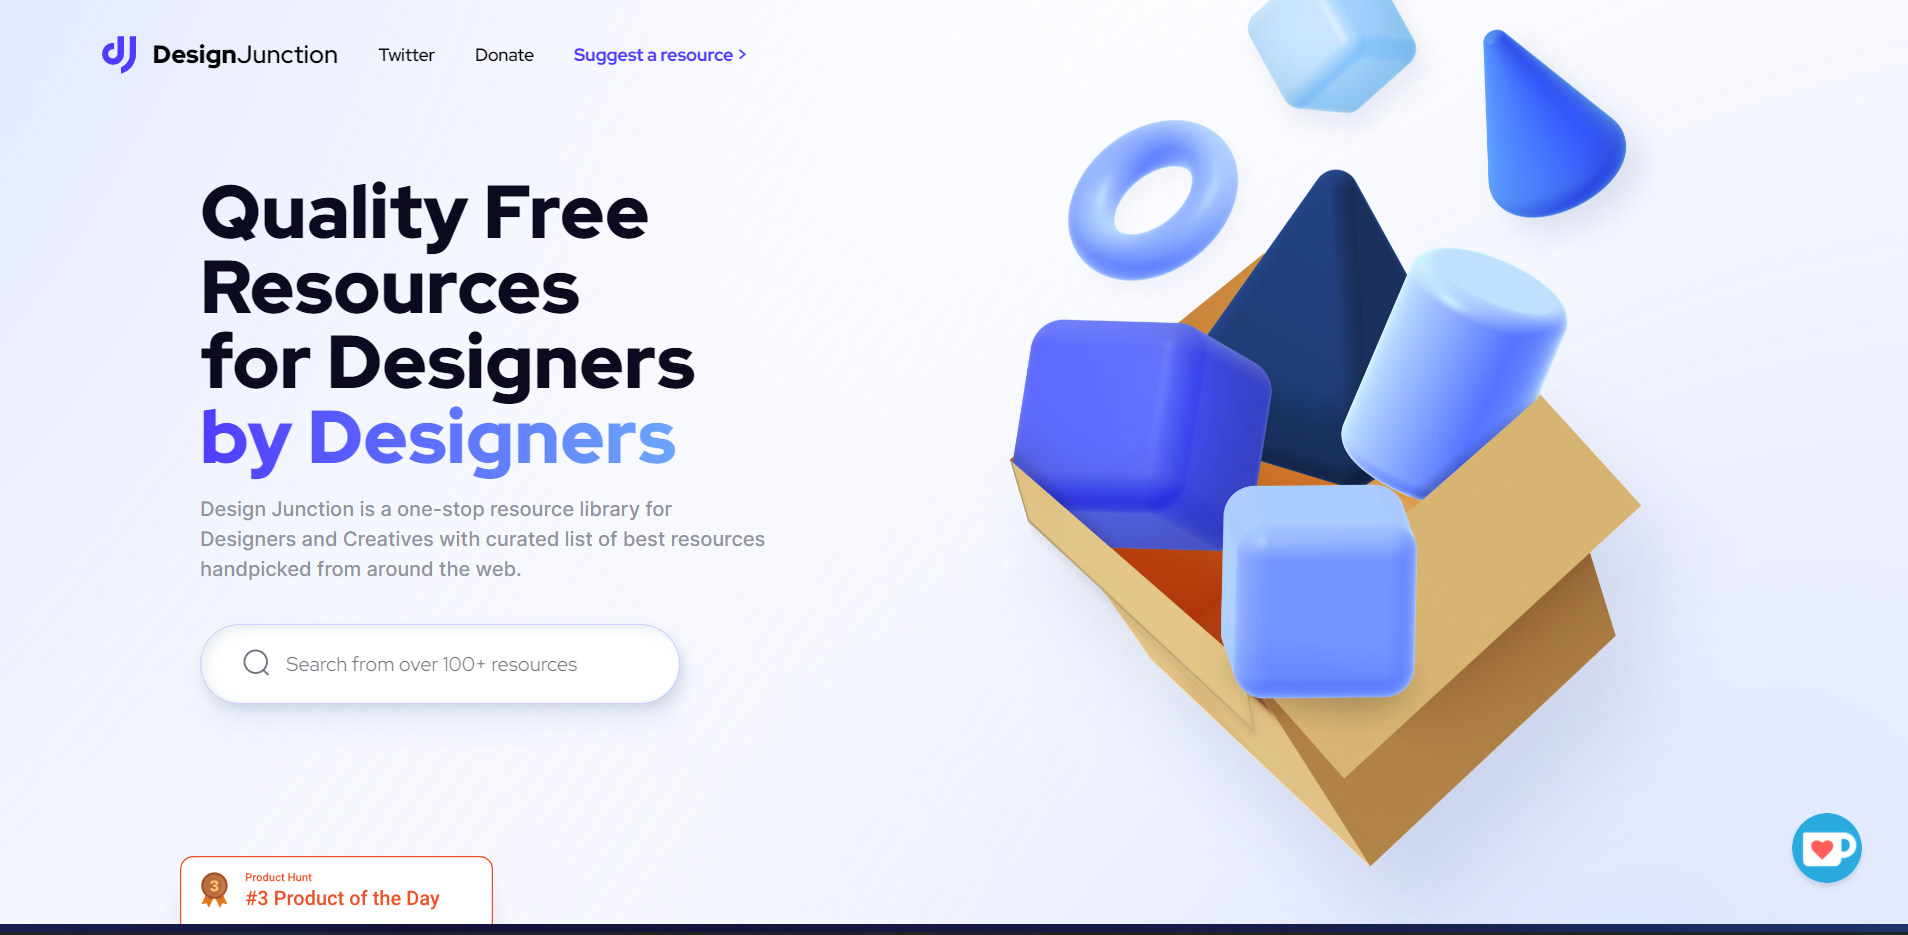 DesignJunction
Twitter
Donate
Suggest a resource >
Quality Free
Resources
for Designers
by Designers
Design Junction is a one-stop resource library for
Designers and Creatives with curated list of best resources
handpicked from around the web.
Search from over 100+ resources
3
Product Hunt
#3 Product of the Day